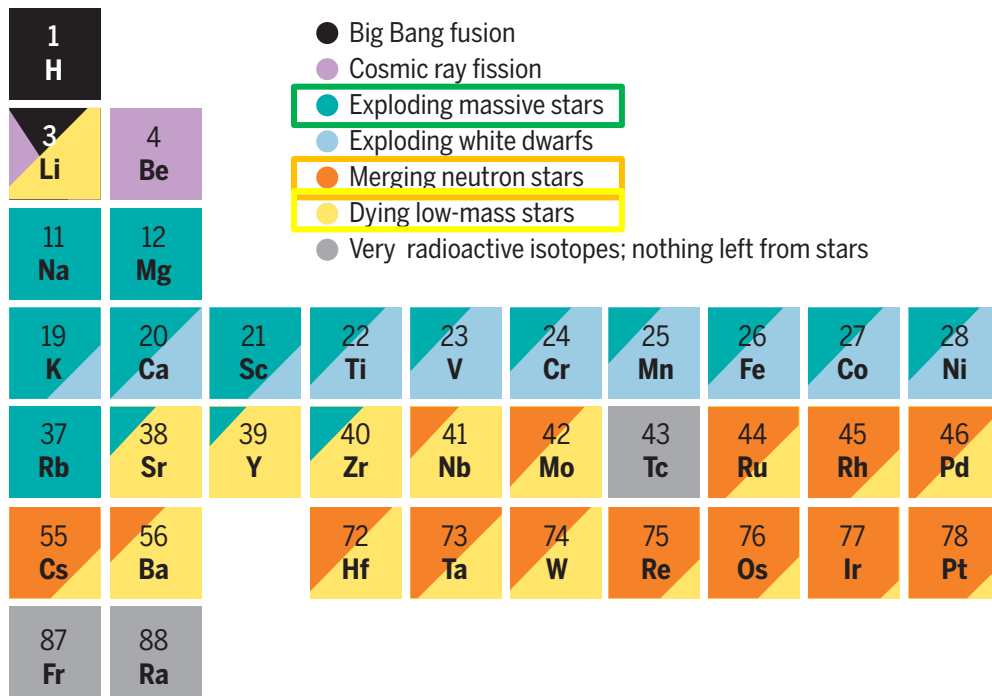 1
H
Big Bang fusion
Cosmic ray fission
Exploding massive stars
Exploding white dwarfs
Merging neutron stars
Dying low-mass stars
Very radioactive isotopes; nothing left from stars
3 4
Li Be
11 12
Na Mg
19 20 21 22 23 24 25 26 27 28
K Ca Sc Ti V Cr Mn Fe Co Ni
37 38 39 40 41 42 43 44 45 46
Rb Sr Y Zr Nb Mo Tc Ru Rh Pd
55 56 72 73 74 75 76 77 78
Cs Ba Hf Ta W Re Os Ir Pt
87 88
Fr Ra